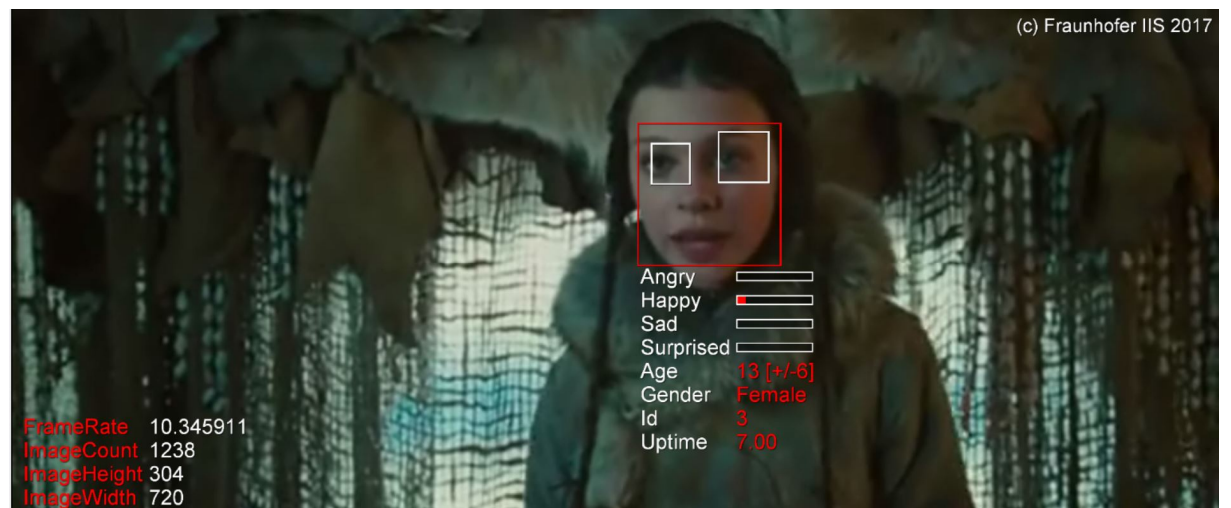 (c) Fraunhofer IIS 2017
Angry
Happy
Sad
Surprised
Age 13 [+/-6]
Gender Female
Id 3
Uptime 7.00
FrameRate 10.345911
ImageCount 1238
ImageHeight 304
ImageWidth 720